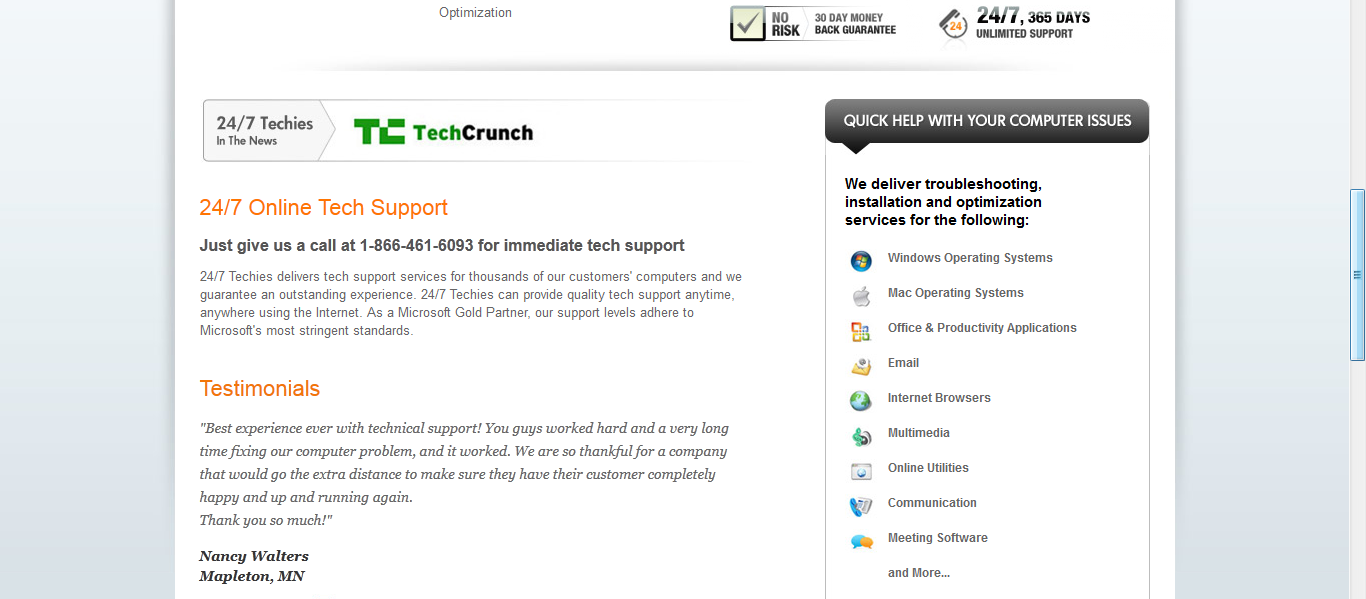 Optimization
NO
RISK
30 DAY MONEY
BACK GUARANTEE
24
24/7, 365 DAYS
UNLIMITED SUPPORT
24/7 Techies
In The News
TechCrunch
24/7 Online Tech Support
Just give us a call at 1-866-461-6093 for immediate tech support
24/7 Techies delivers tech support services for thousands of our customers' computers and we
guarantee an outstanding experience. 24/7 Techies can provide quality tech support anytime,
anywhere using the Internet. As a Microsoft Gold Partner, our support levels adhere to
Microsoft's most stringent standards.
Testimonials
"Best experience ever with technical support! You guys worked hard and a very long
time fixing our computer problem, and it worked. We are so thankful for a company
that would go the extra distance to make sure they have their customer completely
happy and up and running again.
Thank you so much!"
Nancy Walters
Mapleton, MN
QUICK HELP WITH YOUR COMPUTER ISSUES
We deliver troubleshooting,
installation and optimization
services for the following:
Windows Operating Systems
Mac Operating Systems
Office & Productivity Applications
Email
Internet Browsers
Multimedia
Online Utilities
Communication
Meeting Software
and More...